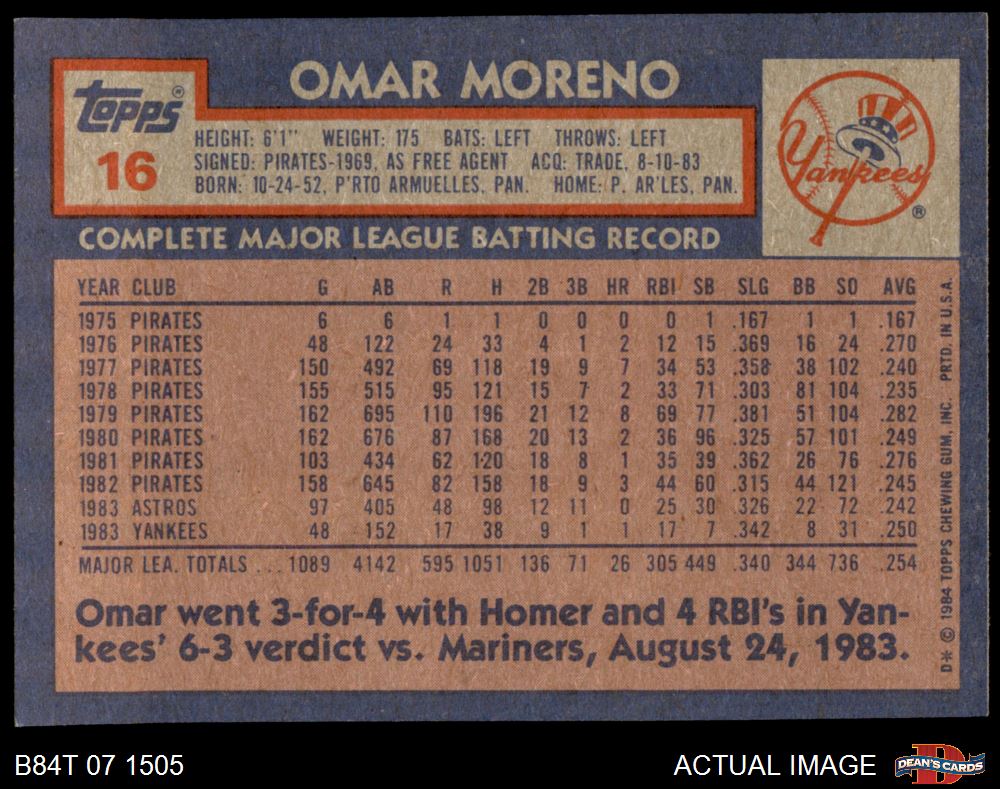 OMAR MORENO
Topps®
16
HEIGHT: 6'1" WEIGHT: 175 BATS: LEFT THROWS: LEFT
SIGNED: PIRATES-1969, AS FREE AGENT ACQ: TRADE, 8-10-83
BORN: 10-24-52, P'RTO ARMUELLES, PAN. HOME: P. AR'LES, PAN.
Yankees®
COMPLETE MAJOR LEAGUE BATTING RECORD
YEAR CLUB G AB R H 2B 3B HR RBI SB SLG BB SO AVG
1975 PIRATES 6 6 1 1 0 0 0 0 1 .167 1 1 .167
1976 PIRATES 48 122 24 33 4 1 2 12 15 .369 16 24 .270
1977 PIRATES 150 492 69 118 19 9 7 34 53 .358 38 102 .240
1978 PIRATES 155 515 95 121 15 7 2 33 71 .303 81 104 .235
1979 PIRATES 162 695 110 196 21 12 8 69 77 .381 51 104 .282
1980 PIRATES 162 676 87 168 20 13 2 36 96 .325 57 101 .249
1981 PIRATES 103 434 62 120 18 8 1 35 39 .362 26 76 .276
1982 PIRATES 158 645 82 158 18 9 3 44 60 .315 44 121 .245
1983 ASTROS 97 405 48 98 12 11 0 25 30 .326 22 72 .242
1983 YANKEES 48 152 17 38 9 1 1 17 7 .342 8 31 .250
MAJOR LEA. TOTALS ... 1089 4142 595 1051 136 71 26 305 449 .340 344 736 .254
Omar went 3-for-4 with Homer and 4 RBI's in Yan-
kees' 6-3 verdict vs. Mariners, August 24, 1983.
D* © 1984 TOPPS CHEWING GUM, INC. PRTD. IN U.S.A.
B84T 07 1505
ACTUAL IMAGE
D
DEAN'S CARDS